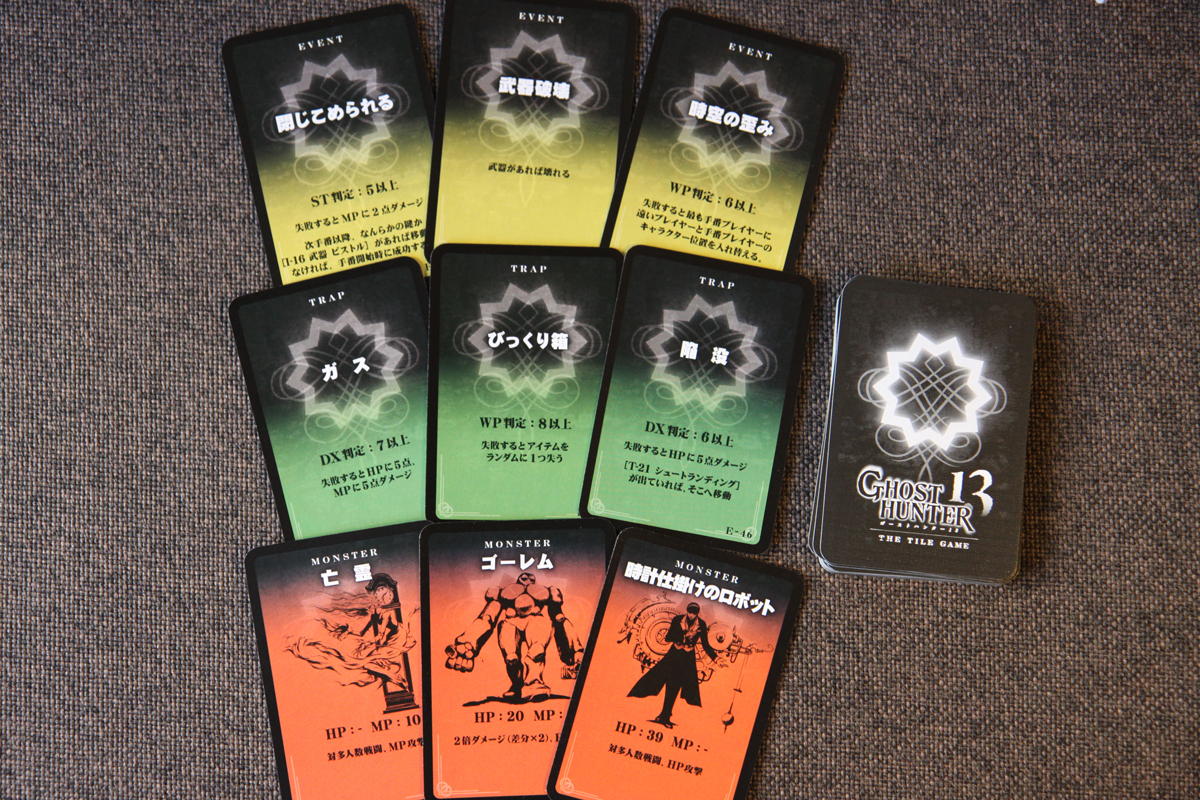 EVENT
閉じこめられる
ST判定：5以上
失敗するとMPに2点ダメージ
次手番以降、なんらかの鍵か
[I-16 武器 ピストル]があれば移動
なければ、手番開始時に成功する
EVENT
武器破壊
武器があれば壊れる
EVENT
時空の歪み
WP判定：6以上
失敗すると最も手番プレイヤーに
遠いプレイヤーと手番プレイヤーの
キャラクター位置を入れ替える。
TRAP
ガス
DX判定：7以上
失敗するとHPに5点、
MPに5点ダメージ
TRAP
びっくり箱
WP判定：8以上
失敗するとアイテムを
ランダムに1つ失う
TRAP
陥没
DX判定：6以上
失敗するとHPに5点ダメージ
[T-21 シュートランディング]
が出ていれば、そこへ移動
E-46
MONSTER
亡霊
HP：- MP：10
対多人数戦闘、MP攻撃
MONSTER
ゴーレム
HP：20 MP：
2倍ダメージ(差分×2)、
MONSTER
時計仕掛けのロボット
HP：39 MP：-
対多人数戦闘、HP攻撃
GHOST
HUNTER 13
ゴーストハンター13
THE TILE GAME